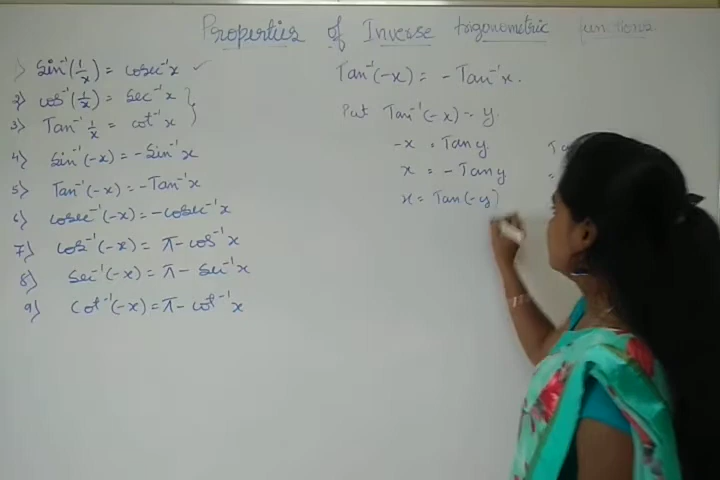 Properties of Inverse trigonometric functions
1) Sin⁻¹(1/x) = cosec⁻¹x ✓
2) cos⁻¹(1/x) = sec⁻¹x
3) Tan⁻¹ 1/x = cot⁻¹x
4) Sin⁻¹(-x) = -Sin⁻¹x
5) Tan⁻¹(-x) = -Tan⁻¹x
6) cosec⁻¹(-x) = -cosec⁻¹x
7) cos⁻¹(-x) = π- cos⁻¹x
8) Sec⁻¹(-x) = π- sec⁻¹x
9) Cot⁻¹(-x) = π- cot⁻¹x
Tan⁻¹(-x) = - Tan⁻¹x.
Put Tan⁻¹(-x) = y
-x = Tan y
x = - Tan y
x = Tan(-y)